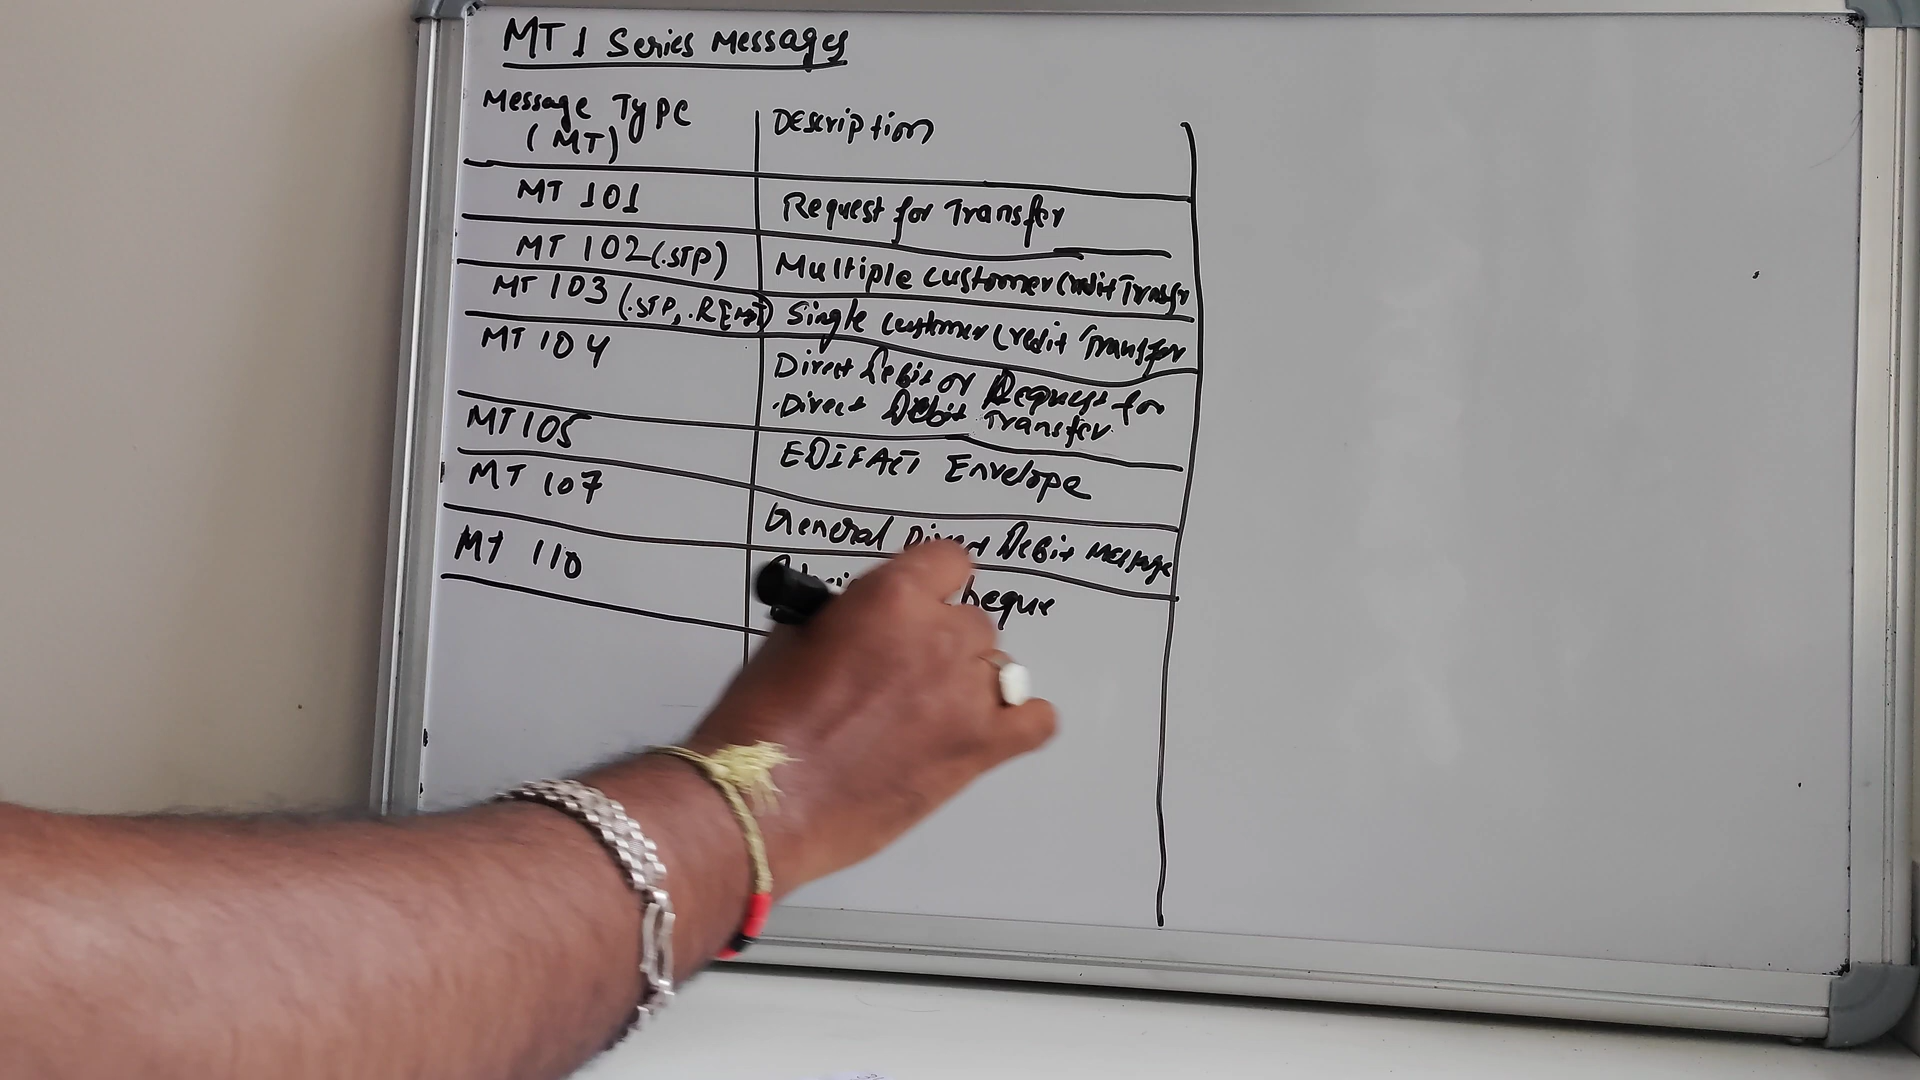 MT 1 Series Messages
Message Type Description
(MT)
MT 101 Request for Transfer
MT 102 (.STP) Multiple customer Credit Transfr
MT 103 (.STP, .REMIT) Single customer Credit Transfer
MT 104 Direct Debit or Request for
Direct Debit Transfer
MT 105 EDIFACT Envelope
MT 107 General Direct Debit Message
MT 110